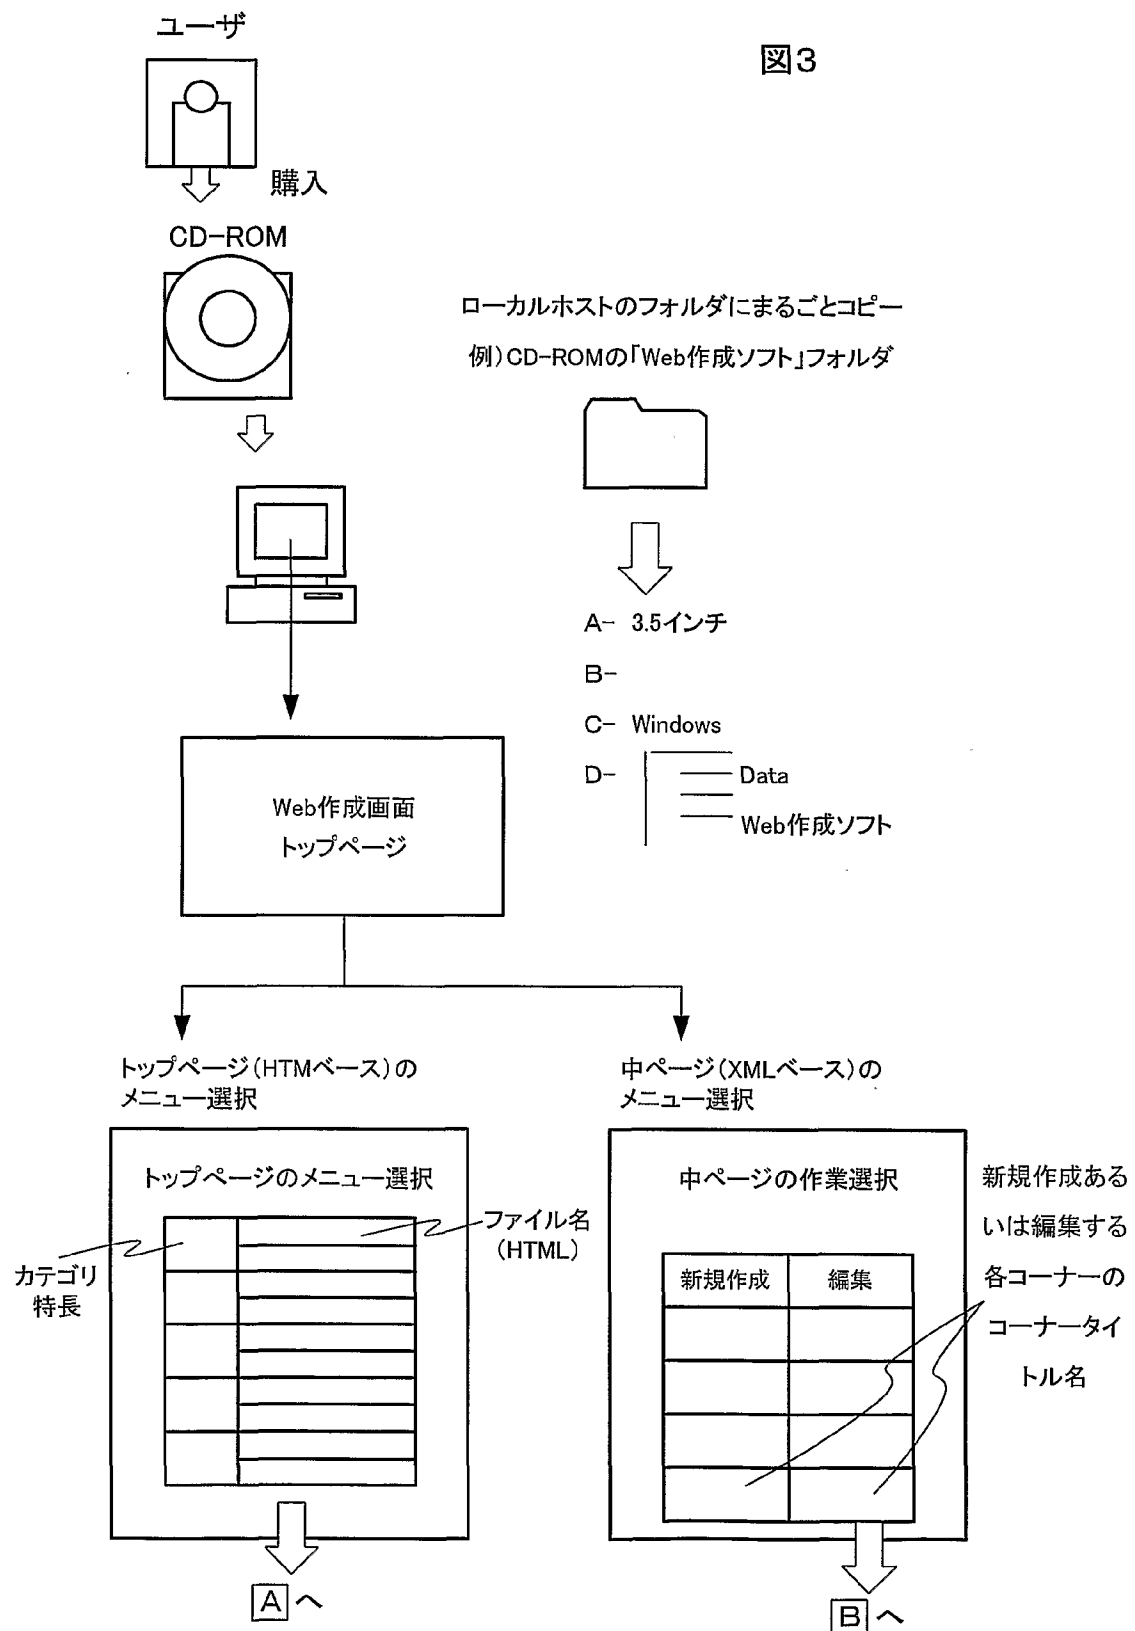 ユーザ
図3
購入
CD-ROM
ローカルホストのフォルダにまるごとコピー
例)CD-ROMの「Web作成ソフト」フォルダ
A- 3.5インチ
B-
C- Windows
D-
Data
Web作成ソフト
Web作成画面
トップページ
トップページ(HTMベース)の
メニュー選択
トップページのメニュー選択
ファイル名
(HTML)
カテゴリ
特長
Aへ
中ページ(XMLベース)の
メニュー選択
中ページの作業選択
新規作成 編集
新規作成ある
いは編集する
各コーナーの
コーナータイ
トル名
Bへ